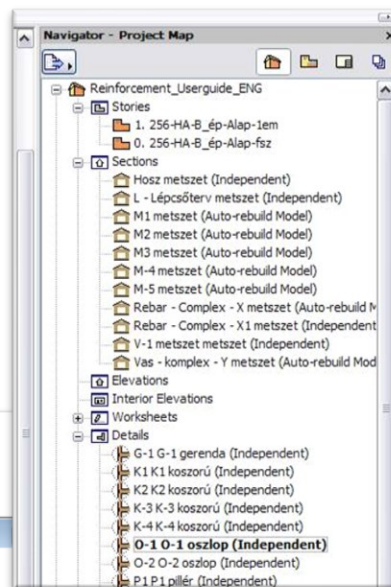 Navigator - Project Map
Reinforcement_Userguide_ENG
Stories
1. 256-HA-B_ép-Alap-1em
0. 256-HA-B_ép-Alap-fsz
Sections
Hosz metszet (Independent)
L - Lépcsőterv metszet (Independent)
M1 metszet (Auto-rebuild Model)
M2 metszet (Auto-rebuild Model)
M3 metszet (Auto-rebuild Model)
M-4 metszet (Auto-rebuild Model)
M-5 metszet (Auto-rebuild Model)
Rebar - Complex - X metszet (Auto-rebuild M
Rebar - Complex - X1 metszet (Independent
V-1 metszet metszet (Independent)
Vas - komplex - Y metszet (Auto-rebuild Mod
Elevations
Interior Elevations
Worksheets
Details
G-1 G-1 gerenda (Independent)
K1 K1 koszorú (Independent)
K2 K2 koszorú (Independent)
K-3 K-3 koszorú (Independent)
K-4 K-4 koszorú (Independent)
O-1 O-1 oszlop (Independent)
O-2 O-2 oszlop (Independent)
P1 P1 pillér (Independent)